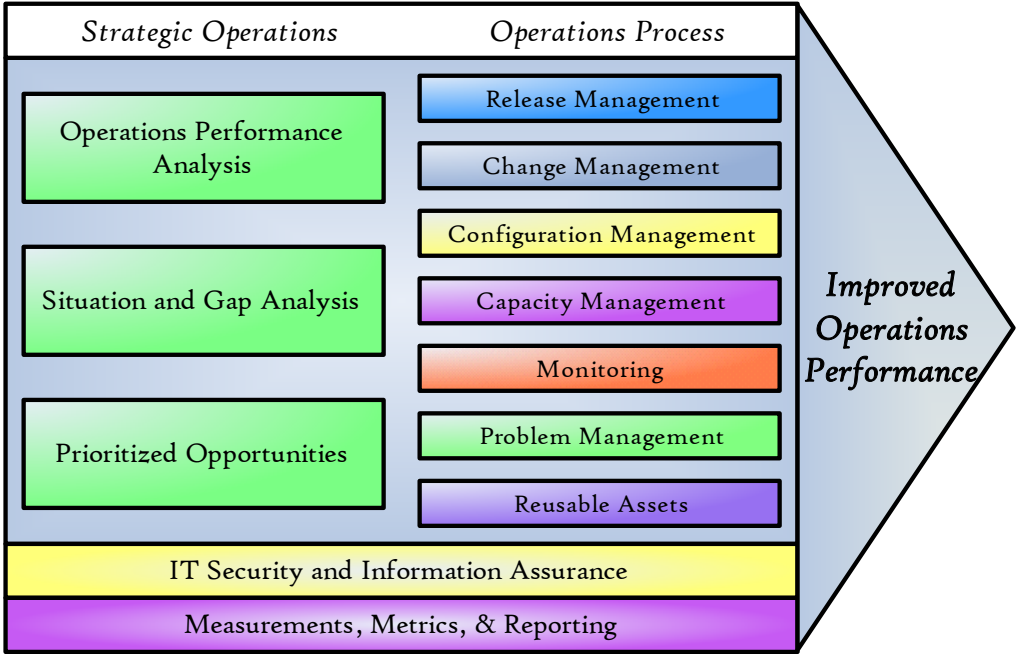 Strategic Operations
Operations Process
Operations Performance
Analysis
Situation and Gap Analysis
Prioritized Opportunities
Release Management
Change Management
Configuration Management
Capacity Management
Monitoring
Problem Management
Reusable Assets
IT Security and Information Assurance
Measurements, Metrics, & Reporting
Improved
Operations
Performance